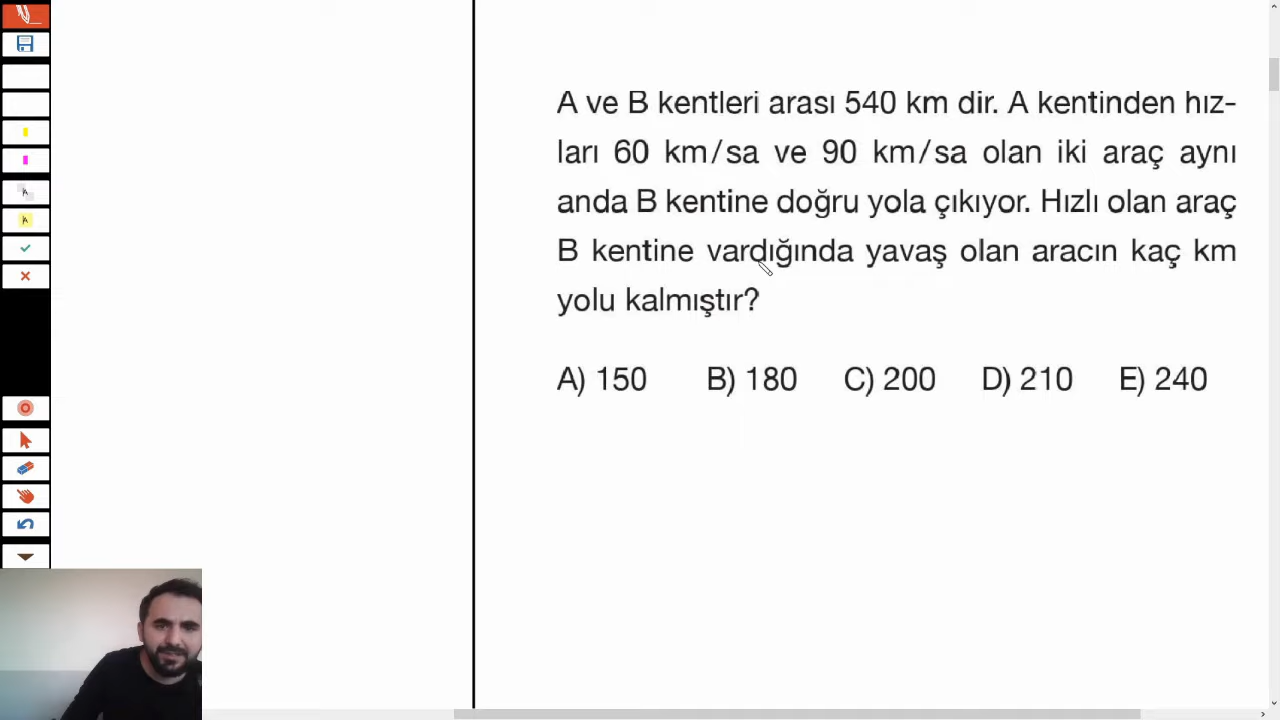 A ve B kentleri arası 540 km dir. A kentinden hız-
ları 60 km/sa ve 90 km/sa olan iki araç aynı
anda B kentine doğru yola çıkıyor. Hızlı olan araç
B kentine vardığında yavaş olan aracın kaç km
yolu kalmıştır?
A) 150 B) 180 C) 200 D) 210 E) 240